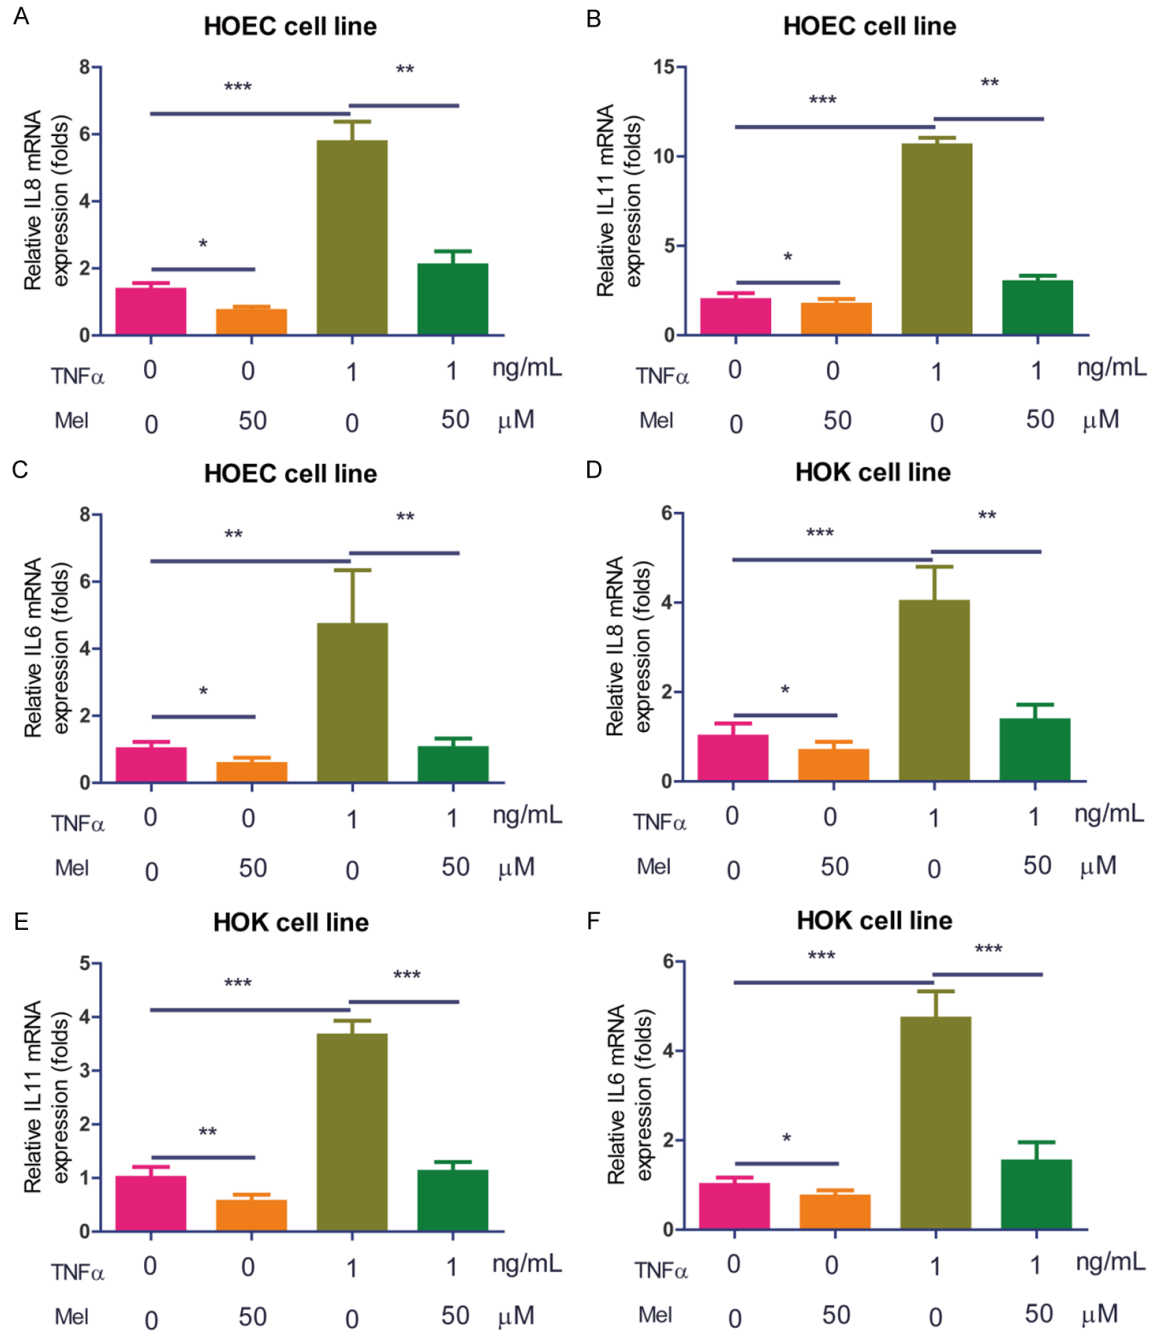 A
HOEC cell line
Relative IL8 mRNA
expression (folds)
8
6
4
2
0
***
**
*
TNFα 0 0 1 1 ng/mL
Mel 0 50 0 50 μM
B
HOEC cell line
Relative IL11 mRNA
expression (folds)
15
10
5
0
***
**
*
TNFα 0 0 1 1 ng/mL
Mel 0 50 0 50 μM
C
HOEC cell line
Relative IL6 mRNA
expression (folds)
8
6
4
2
0
**
**
*
TNFα 0 0 1 1 ng/mL
Mel 0 50 0 50 μM
D
HOK cell line
Relative IL8 mRNA
expression (folds)
6
4
2
0
***
**
*
TNFα 0 0 1 1 ng/mL
Mel 0 50 0 50 μM
E
HOK cell line
Relative IL11 mRNA
expression (folds)
5
4
3
2
1
0
***
***
**
TNFα 0 0 1 1 ng/mL
Mel 0 50 0 50 μM
F
HOK cell line
Relative IL6 mRNA
expression (folds)
6
4
2
0
***
***
*
TNFα 0 0 1 1 ng/mL
Mel 0 50 0 50 μM